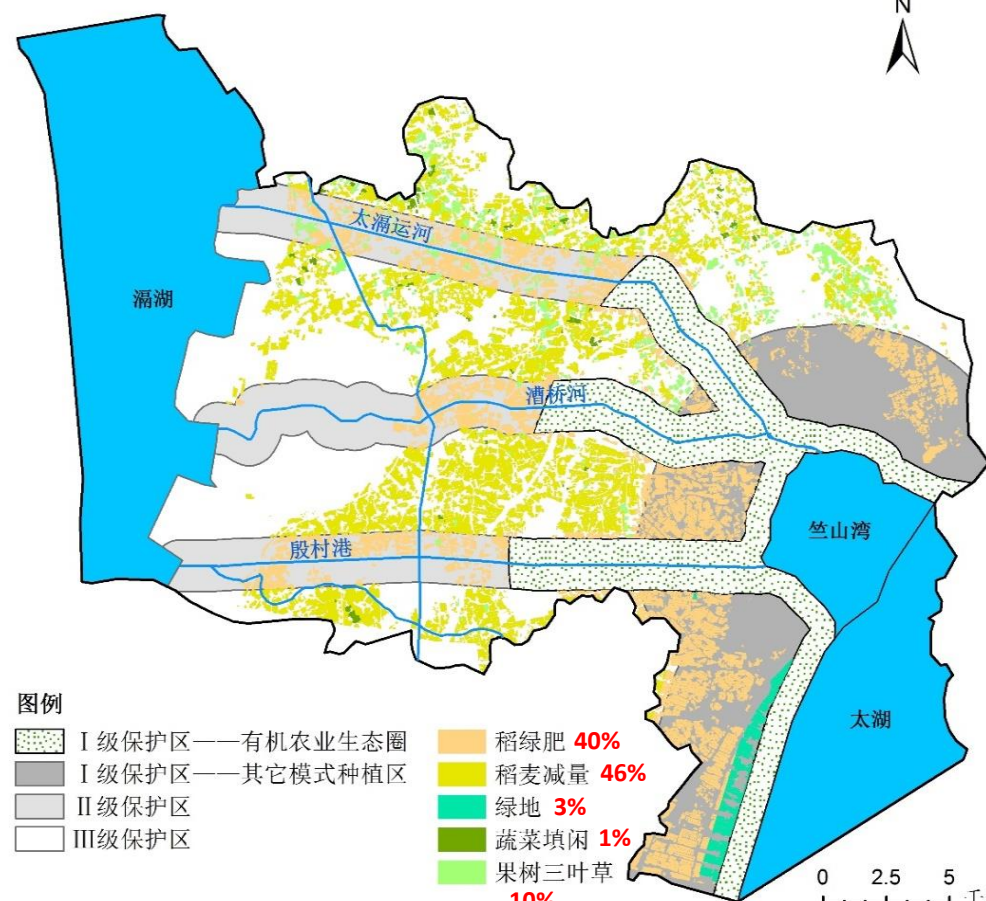 N
太滆运河
滆湖
漕桥河
竺山湾
殷村港
太湖
图例
Ⅰ级保护区——有机农业生态圈
Ⅰ级保护区——其它模式种植区
Ⅱ级保护区
Ⅲ级保护区
稻绿肥 40%
稻麦减量 46%
绿地 3%
蔬菜填闲 1%
果树三叶草
10%
0 2.5 5